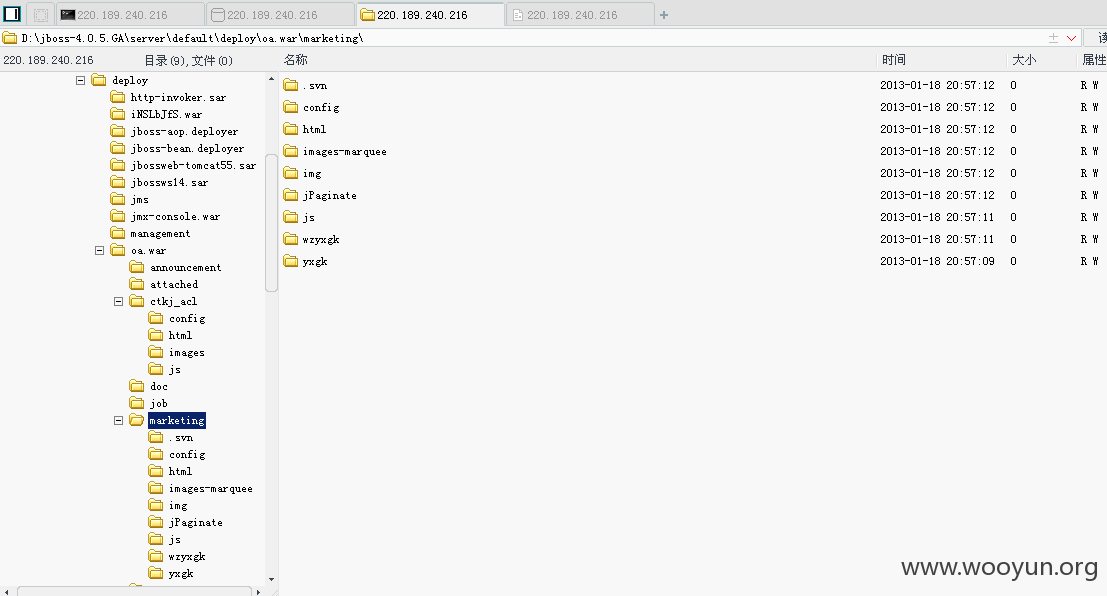 220.189.240.216 220.189.240.216 220.189.240.216 220.189.240.216 +
D:\jboss-4.0.5.GA\server\default\deploy\oa.war\marketing\ 读
220.189.240.216 目录(9),文件(0) 名称 时间 大小 属性
deploy
http-invoker.sar
iNSLbJfS.war
jboss-aop.deployer
jboss-bean.deployer
jbossweb-tomcat55.sar
jbossws14.sar
jms
jmx-console.war
management
oa.war
announcement
attached
ctkj_acl
config
html
images
js
doc
job
marketing
.svn
config
html
images-marquee
img
jPaginate
js
wzyxgk
yxgk
.svn 2013-01-18 20:57:12 0 R W
config 2013-01-18 20:57:12 0 R W
html 2013-01-18 20:57:12 0 R W
images-marquee 2013-01-18 20:57:12 0 R W
img 2013-01-18 20:57:12 0 R W
jPaginate 2013-01-18 20:57:12 0 R W
js 2013-01-18 20:57:11 0 R W
wzyxgk 2013-01-18 20:57:11 0 R W
yxgk 2013-01-18 20:57:09 0 R W
www.wooyun.org